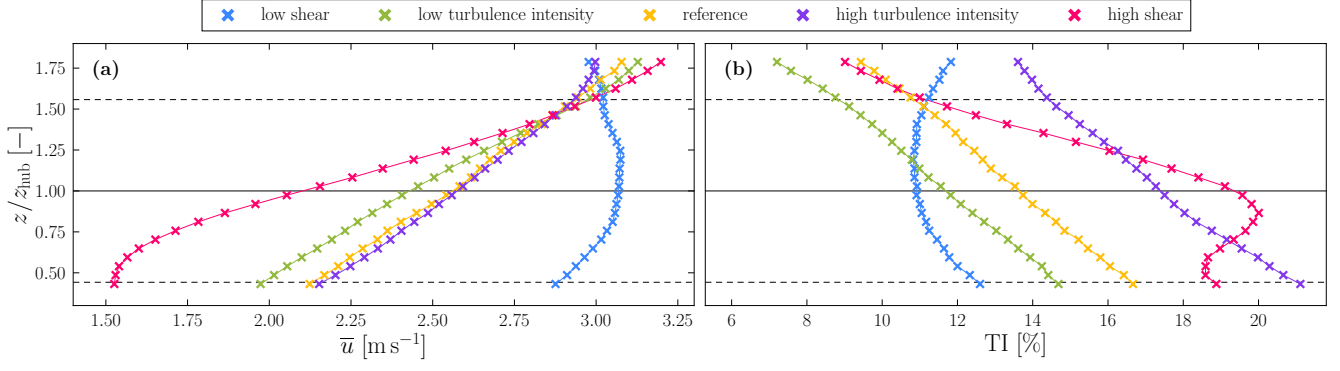 low shear low turbulence intensity reference high turbulence intensity high shear
(a) (b)
1.75
1.50
1.25
1.00
0.75
0.50
z/z_hub [−]
1.50 1.75 2.00 2.25 2.50 2.75 3.00 3.25
6 8 10 12 14 16 18 20
u̅ [m s⁻¹] TI [%]